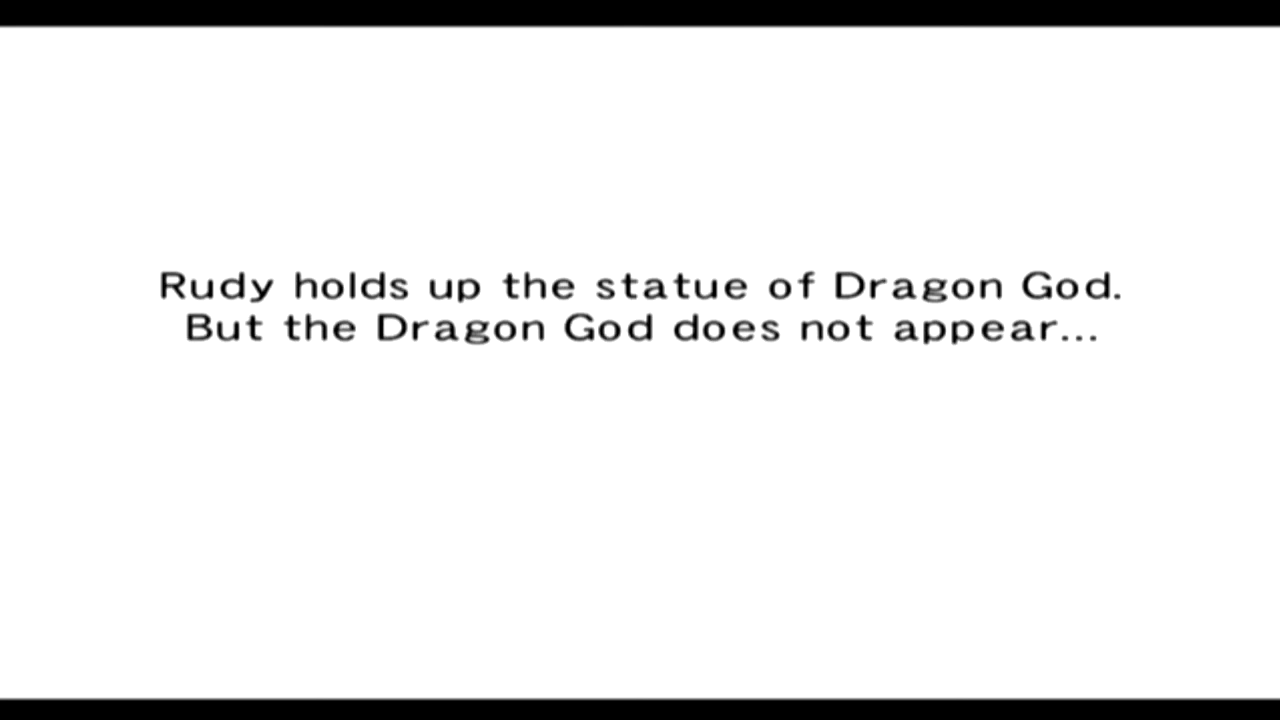 Rudy holds up the statue of Dragon God.
But the Dragon God does not appear...